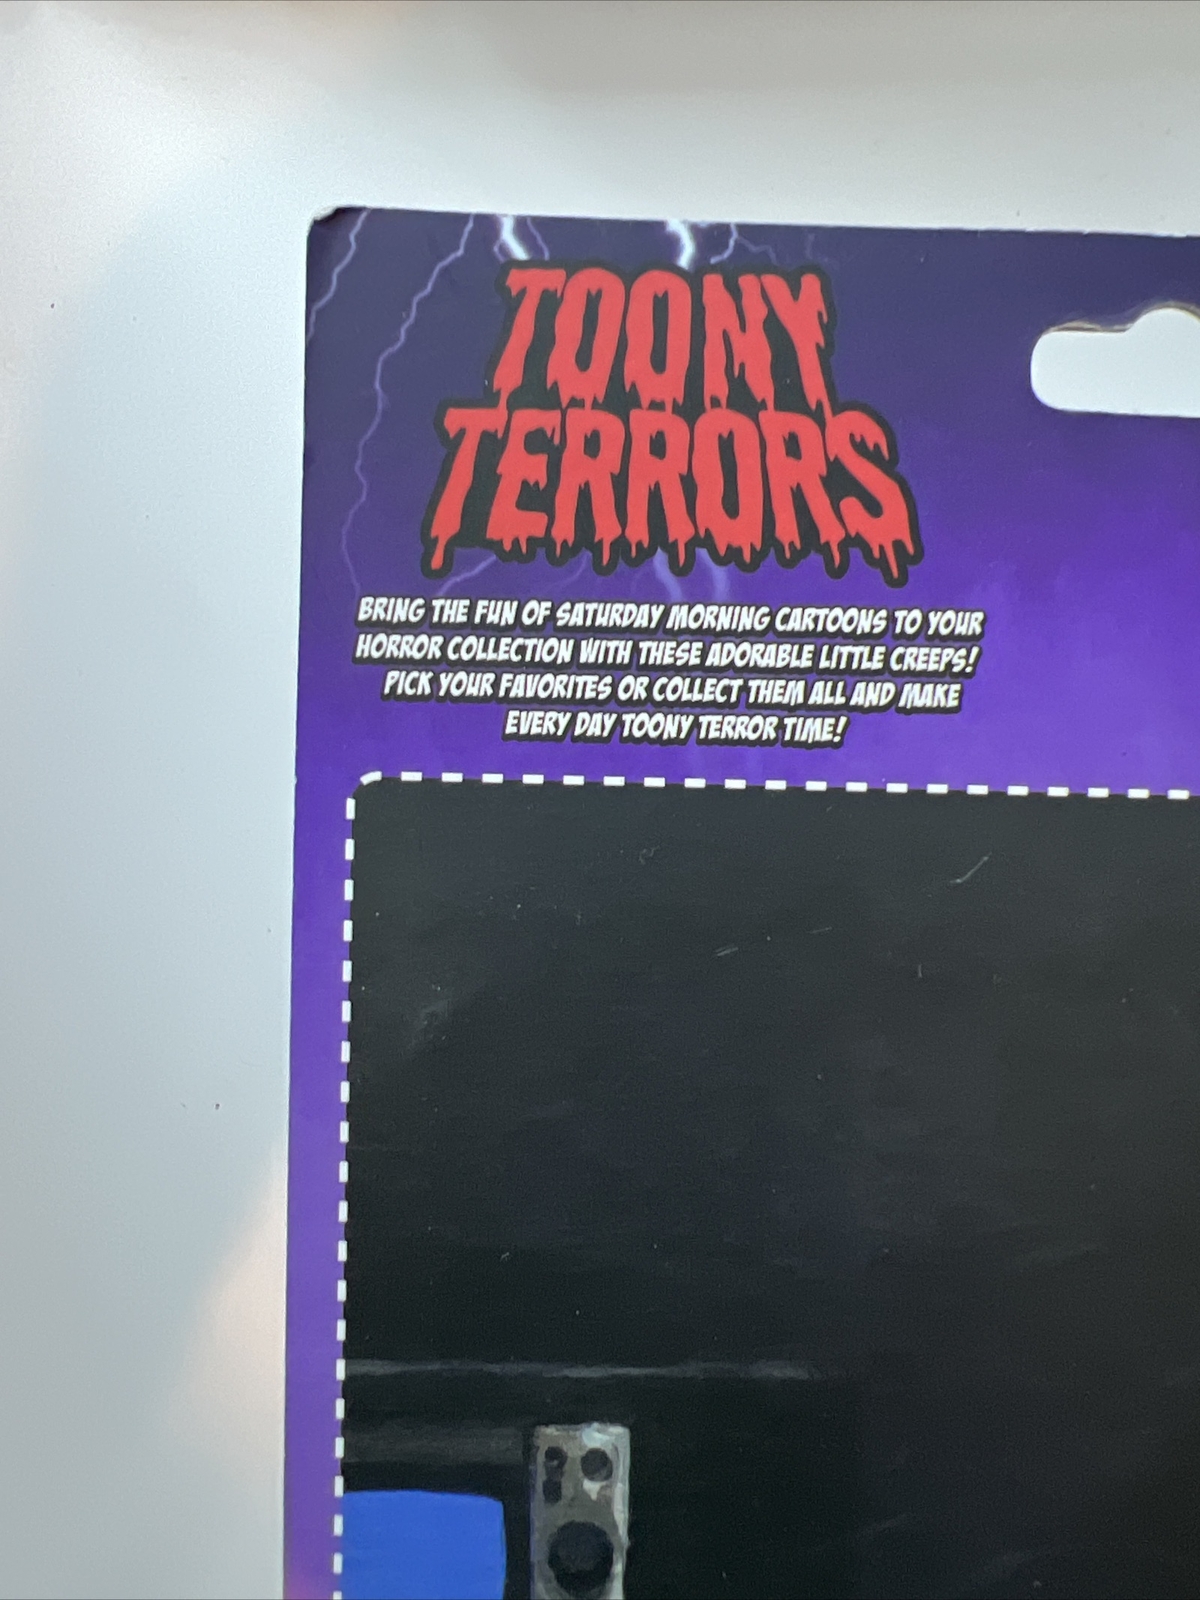 TOONY
TERRORS
BRING THE FUN OF SATURDAY MORNING CARTOONS TO YOUR
HORROR COLLECTION WITH THESE ADORABLE LITTLE CREEPS!
PICK YOUR FAVORITES OR COLLECT THEM ALL AND MAKE
EVERY DAY TOONY TERROR TIME!